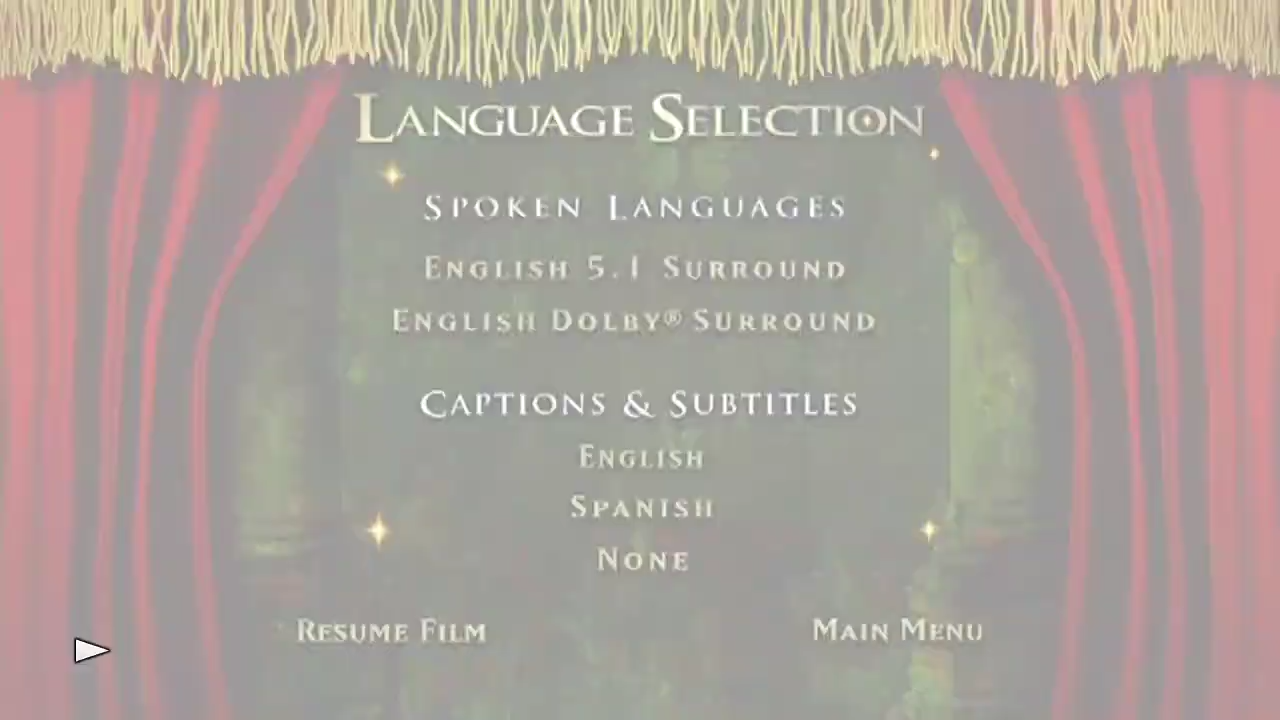 Language Selection
Spoken Languages
English 5.1 Surround
English Dolby® Surround
Captions & Subtitles
English
Spanish
None
Resume Film
Main Menu